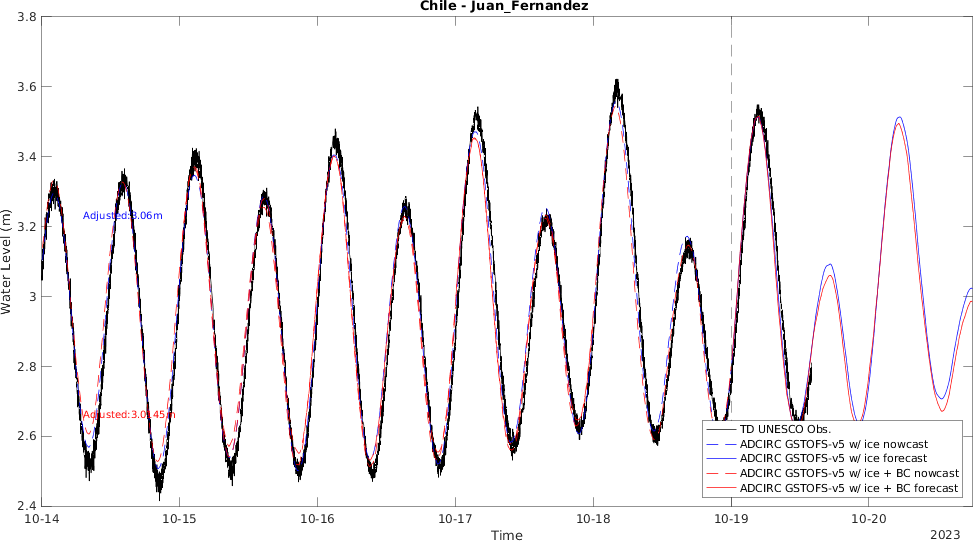 Chile - Juan_Fernandez
3.8
3.6
3.4
3.2
3
2.8
2.6
2.4
Water Level (m)
Adjusted:3.06m
Adjusted:3.0145m
TD UNESCO Obs.
ADCIRC GSTOFS-v5 w/ ice nowcast
ADCIRC GSTOFS-v5 w/ ice forecast
ADCIRC GSTOFS-v5 w/ ice + BC nowcast
ADCIRC GSTOFS-v5 w/ ice + BC forecast
10-14 10-15 10-16 10-17 10-18 10-19 10-20
Time
2023